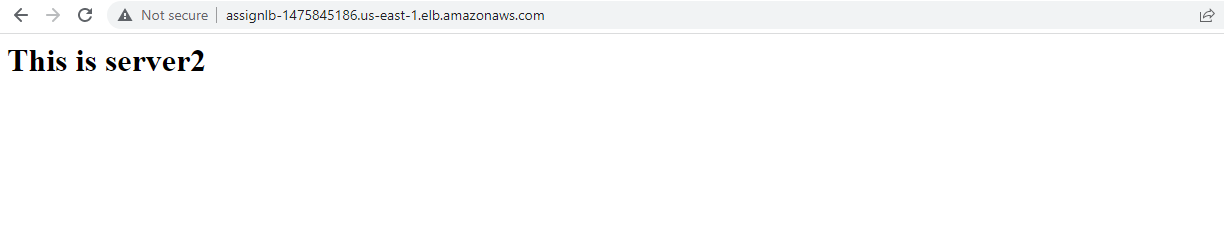 Not secure | assignlb-1475845186.us-east-1.elb.amazonaws.com
This is server2